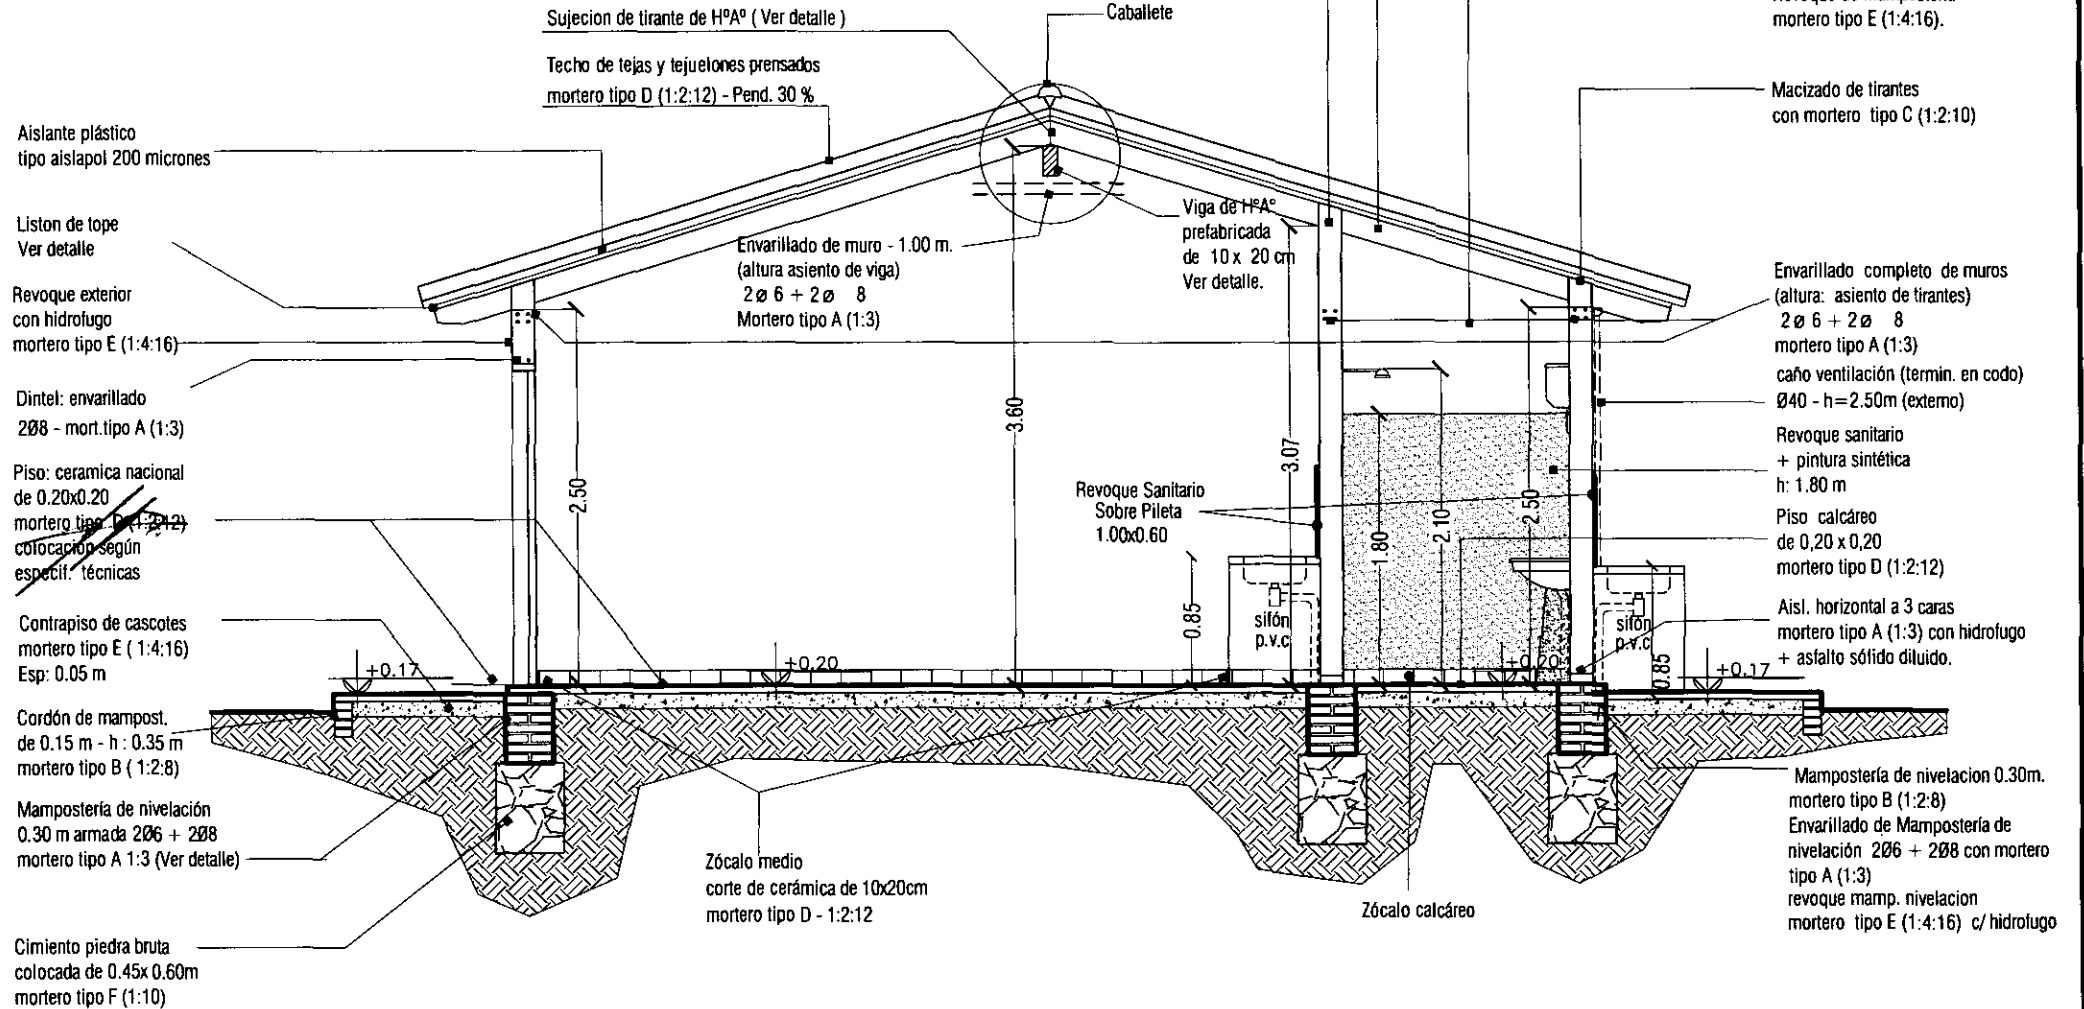 Sujecion de tirante de HºAº ( Ver detalle )
Caballete
mortero tipo E (1:4:16).
Techo de tejas y tejuelones prensados
mortero tipo D (1:2:12) - Pend. 30 %
Macizado de tirantes
con mortero tipo C (1:2:10)
Aislante plástico
tipo aislapol 200 micrones
Liston de tope
Ver detalle
Viga de HºAº
prefabricada
de 10 x 20 cm
Ver detalle.
Envarillado de muro - 1.00 m.
(altura asiento de viga)
2ø 6 + 2ø 8
Mortero tipo A (1:3)
Envarillado completo de muros
(altura: asiento de tirantes)
2ø 6 + 2ø 8
mortero tipo A (1:3)
Revoque exterior
con hidrofugo
mortero tipo E (1:4:16)
caño ventilación (termin. en codo)
Ø40 - h=2.50m (externo)
Dintel: envarillado
2Ø8 - mort.tipo A (1:3)
3.60
3.07
2.50
2.10
1.80
2.50
Revoque sanitario
+ pintura sintética
h: 1.80 m
Piso: ceramica nacional
de 0.20x0.20
mortero tipo D (1:2:12)
colocación según
especif. técnicas
Revoque Sanitario
Sobre Pileta
1.00x0.60
Piso calcáreo
de 0,20 x 0,20
mortero tipo D (1:2:12)
0.85
sifón
p.v.c
sifón
p.v.c
0.85
Aisl. horizontal a 3 caras
mortero tipo A (1:3) con hidrofugo
+ asfalto sólido diluido.
Contrapiso de cascotes
mortero tipo E ( 1:4:16)
Esp: 0.05 m
+0.17
+0,20
+0,20
+0.17
Cordón de mampost.
de 0.15 m - h : 0.35 m
mortero tipo B ( 1:2:8)
Mampostería de nivelación
0.30 m armada 2Ø6 + 2Ø8
mortero tipo A 1:3 (Ver detalle)
Mampostería de nivelacion 0.30m.
mortero tipo B (1:2:8)
Envarillado de Mampostería de
nivelación 2Ø6 + 2Ø8 con mortero
tipo A (1:3)
revoque mamp. nivelacion
mortero tipo E (1:4:16) c/ hidrofugo
Zócalo medio
corte de cerámica de 10x20cm
mortero tipo D - 1:2:12
Zócalo calcáreo
Cimiento piedra bruta
colocada de 0.45x 0.60m
mortero tipo F (1:10)